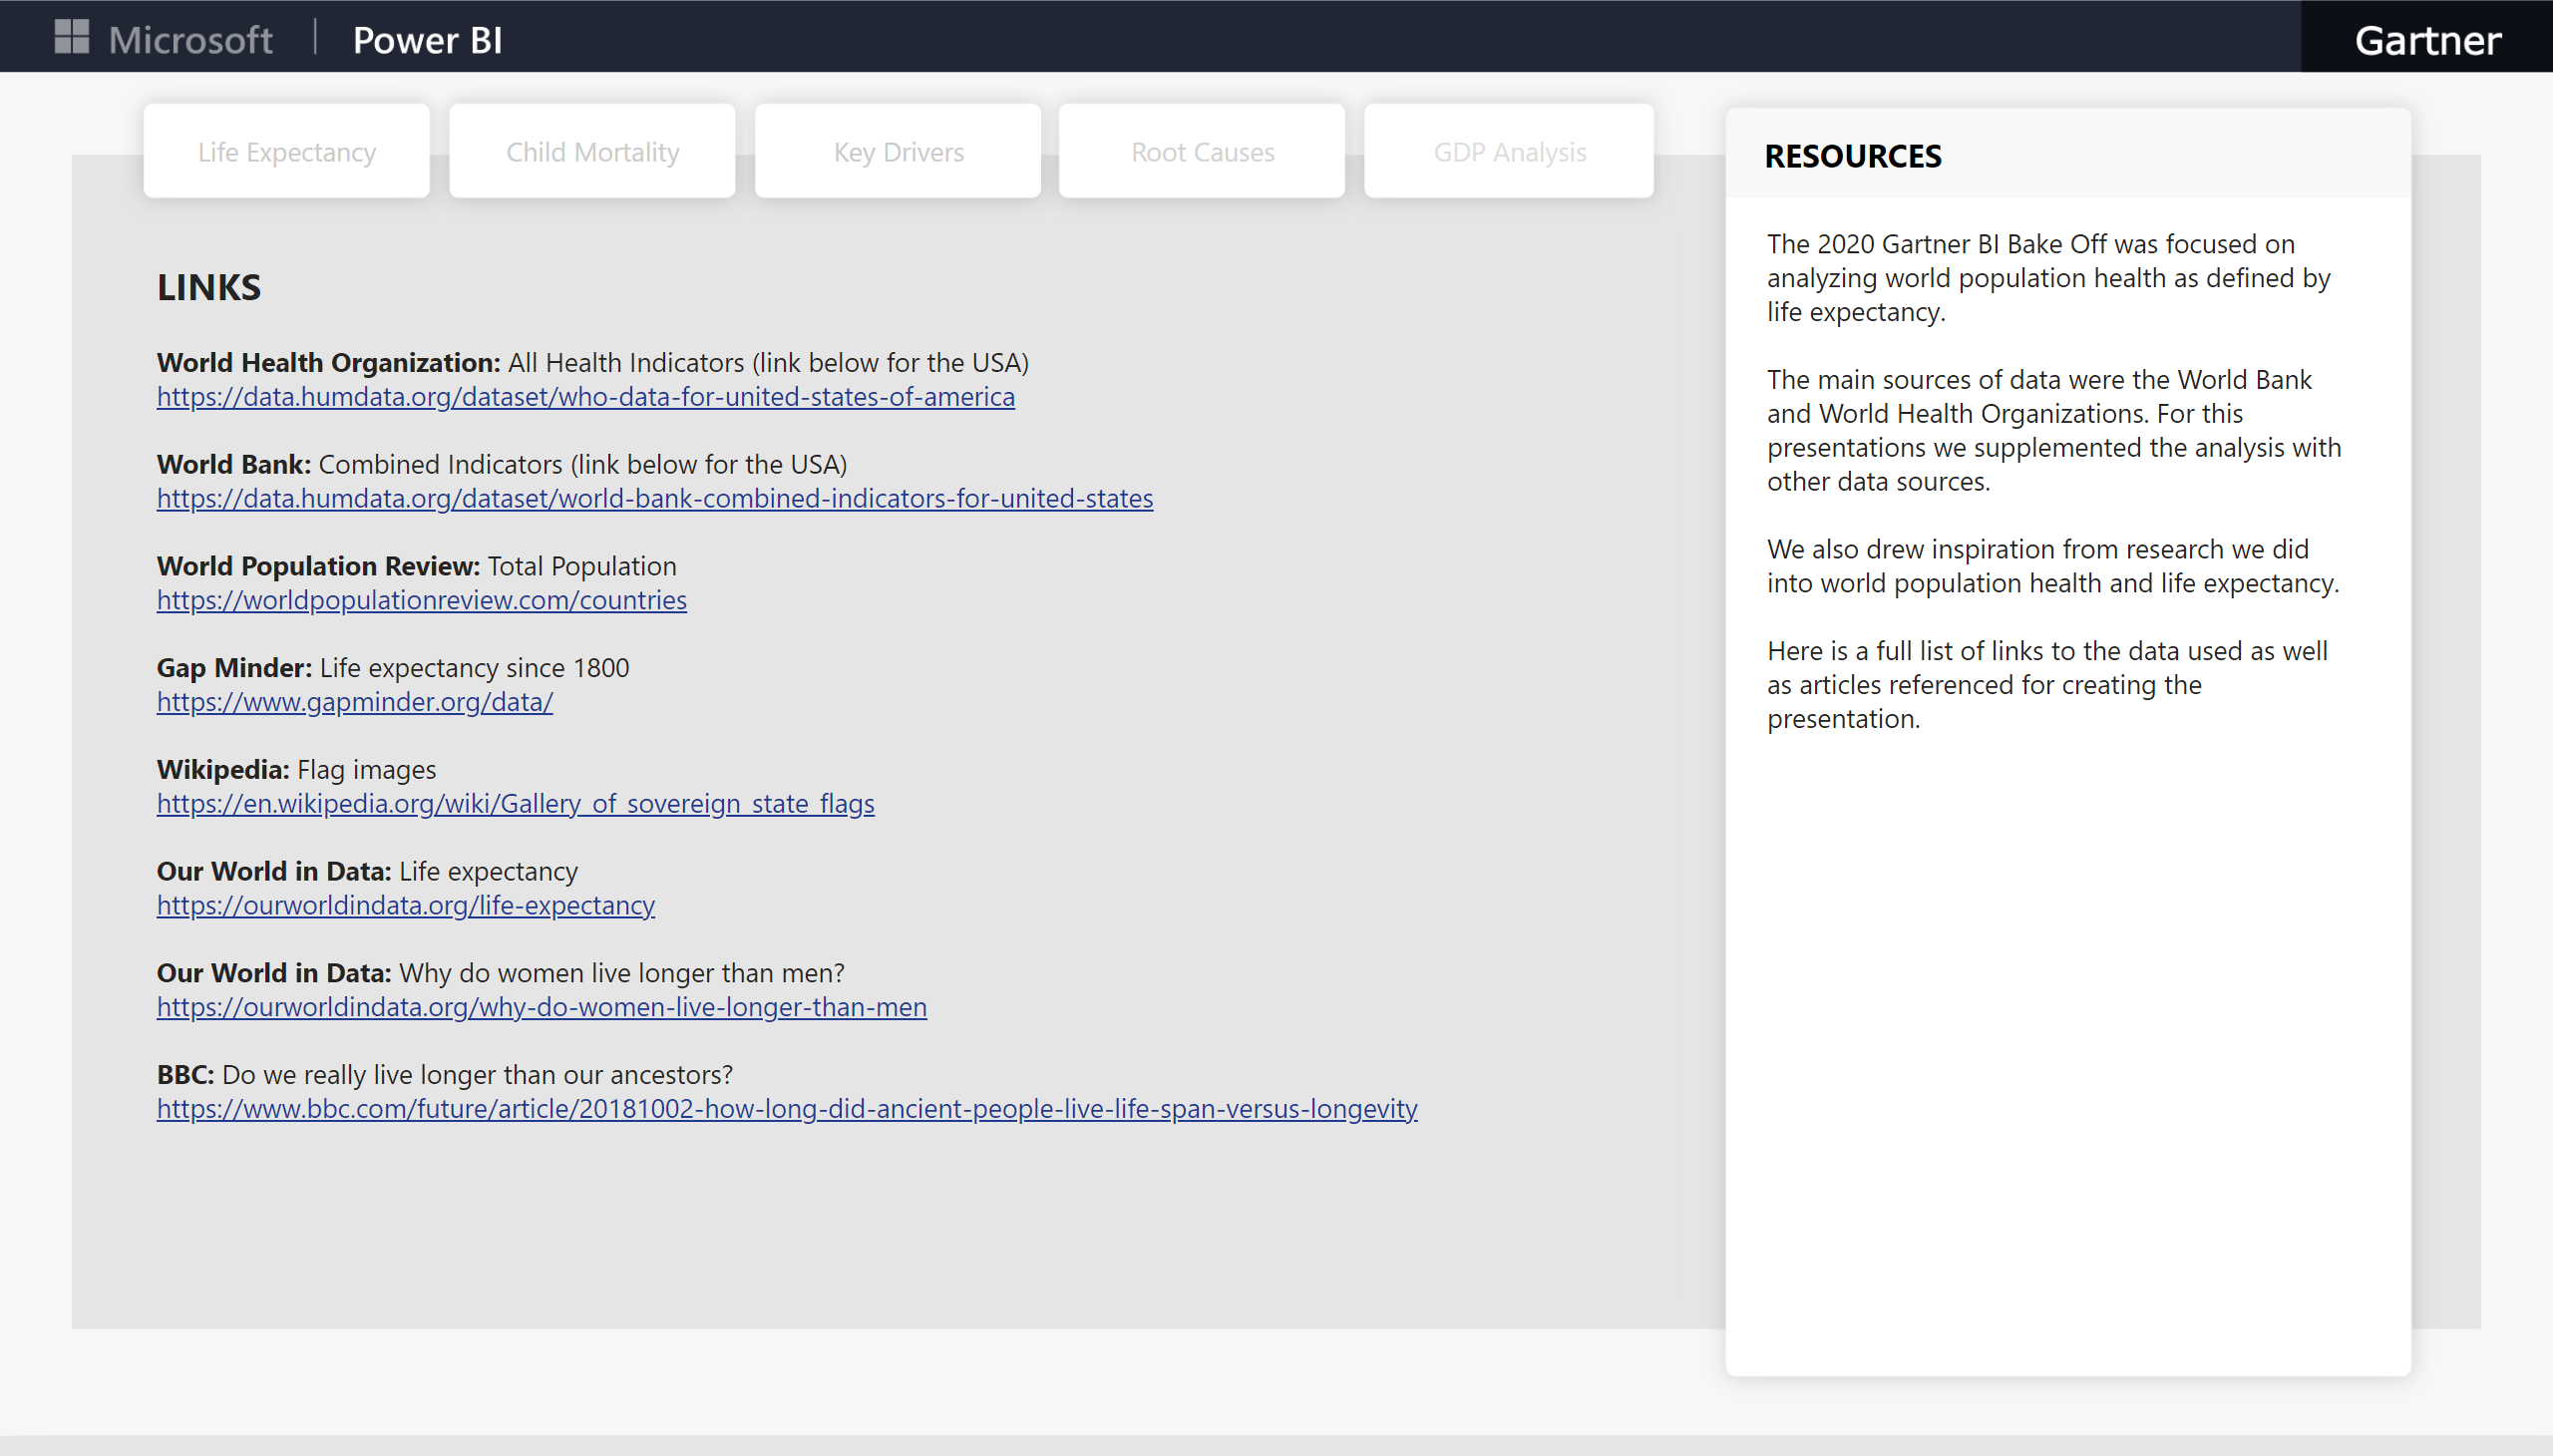 Microsoft | Power BI
Gartner
Life Expectancy
Child Mortality
Key Drivers
Root Causes
GDP Analysis
LINKS
World Health Organization: All Health Indicators (link below for the USA)
https://data.humdata.org/dataset/who-data-for-united-states-of-america
World Bank: Combined Indicators (link below for the USA)
https://data.humdata.org/dataset/world-bank-combined-indicators-for-united-states
World Population Review: Total Population
https://worldpopulationreview.com/countries
Gap Minder: Life expectancy since 1800
https://www.gapminder.org/data/
Wikipedia: Flag images
https://en.wikipedia.org/wiki/Gallery_of_sovereign_state_flags
Our World in Data: Life expectancy
https://ourworldindata.org/life-expectancy
Our World in Data: Why do women live longer than men?
https://ourworldindata.org/why-do-women-live-longer-than-men
BBC: Do we really live longer than our ancestors?
https://www.bbc.com/future/article/20181002-how-long-did-ancient-people-live-life-span-versus-longevity
RESOURCES
The 2020 Gartner BI Bake Off was focused on
analyzing world population health as defined by
life expectancy.
The main sources of data were the World Bank
and World Health Organizations. For this
presentations we supplemented the analysis with
other data sources.
We also drew inspiration from research we did
into world population health and life expectancy.
Here is a full list of links to the data used as well
as articles referenced for creating the
presentation.